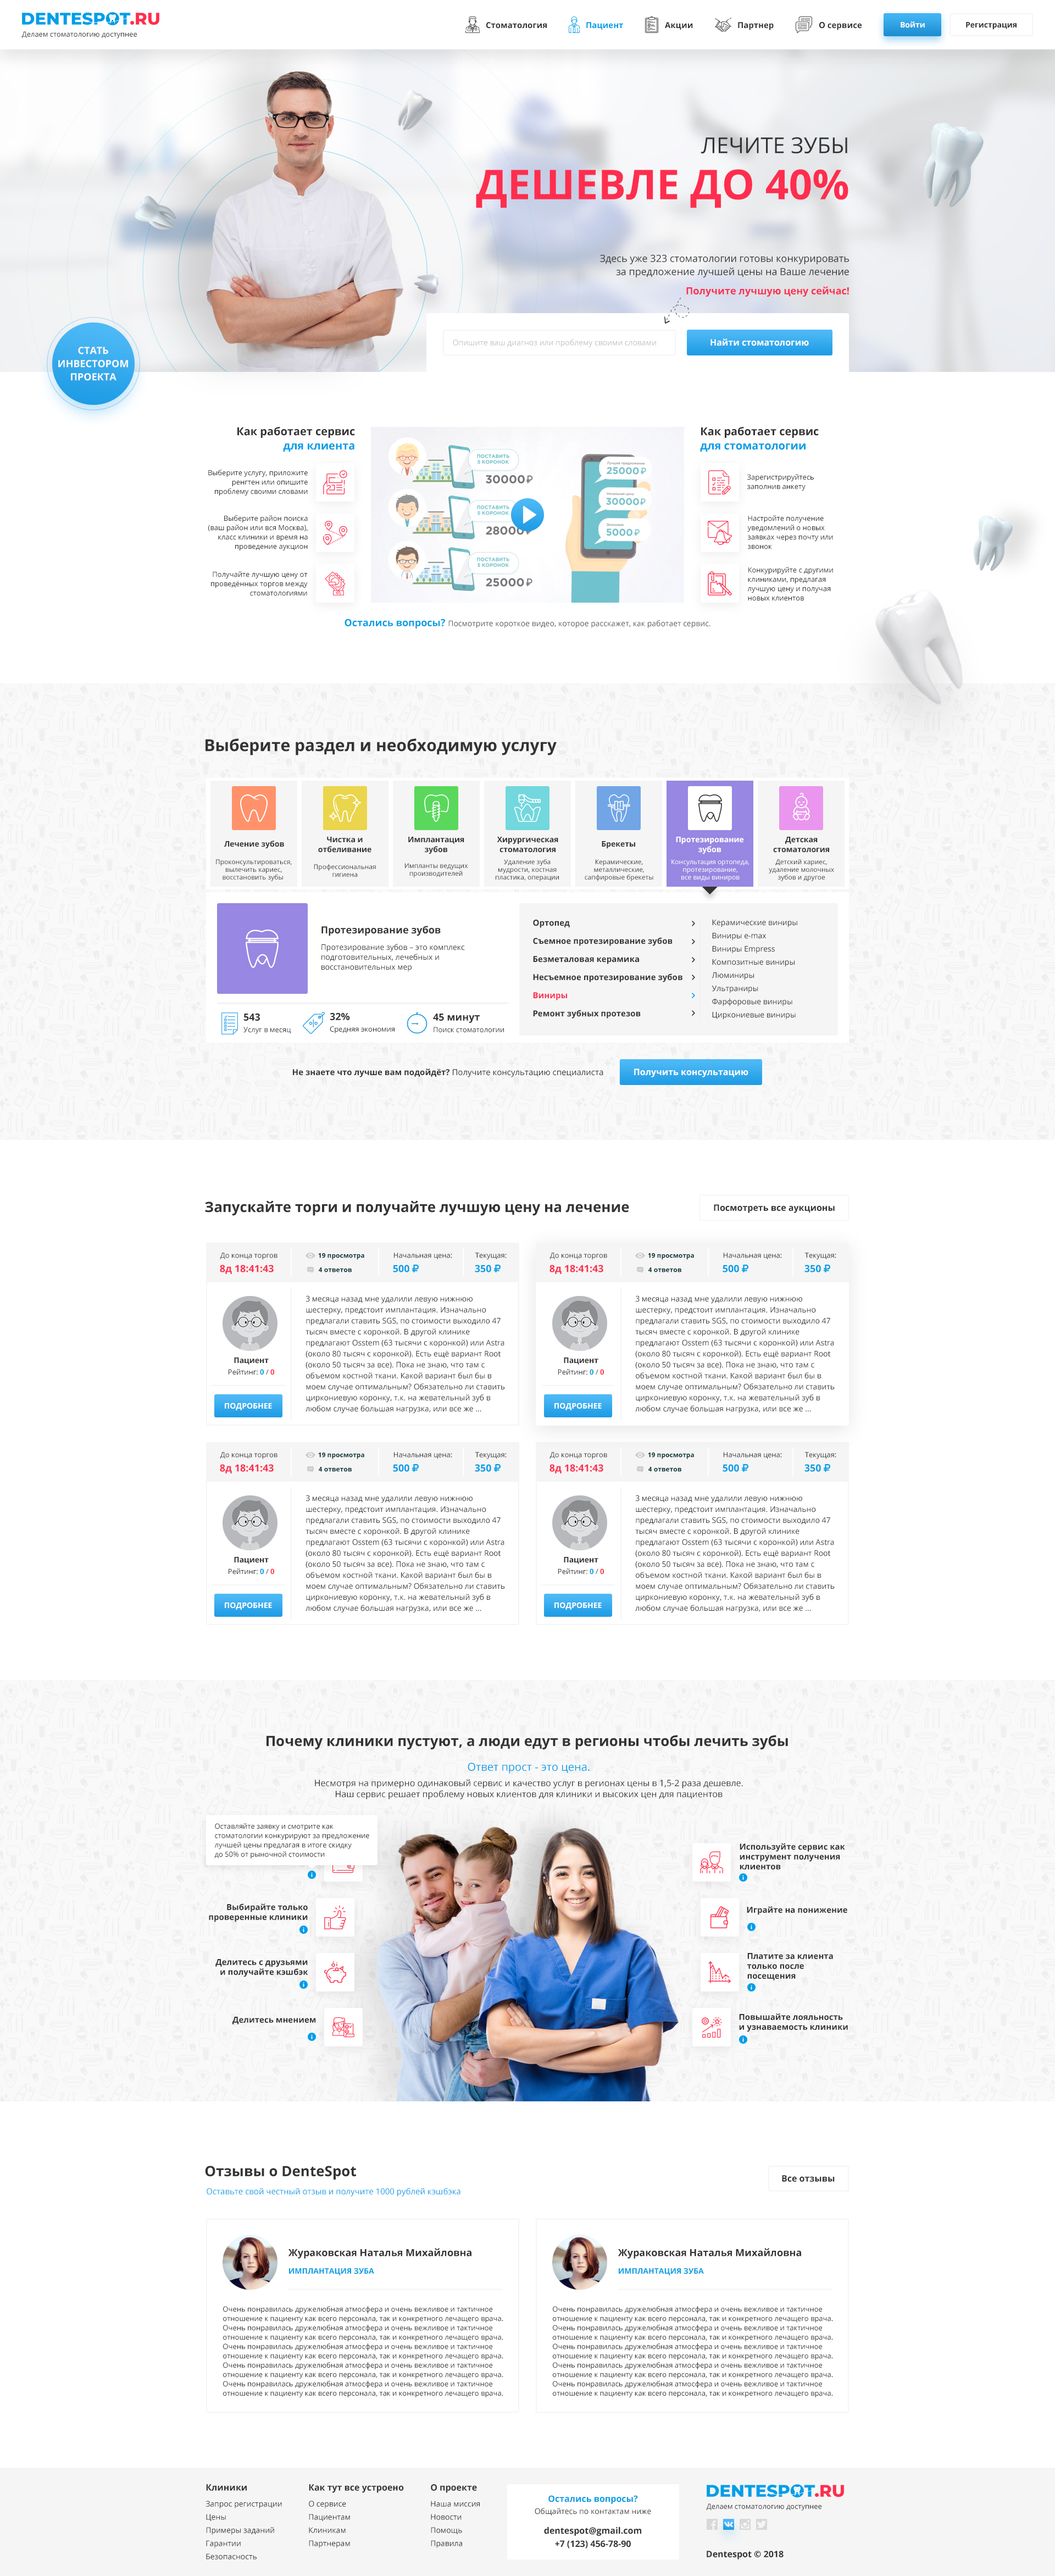 DENTESPOT.RU
Делаем стоматологию доступнее
Стоматология
Пациент
Акции
Партнер
О сервисе
Войти
Регистрация
ЛЕЧИТЕ ЗУБЫ
ДЕШЕВЛЕ ДО 40%
Здесь уже 323 стоматологии готовы конкурировать
за предложение лучшей цены на Ваше лечение
Получите лучшую цену сейчас!
Опишите ваш диагноз или проблему своими словами
Найти стоматологию
СТАТЬ
ИНВЕСТОРОМ
ПРОЕКТА
Как работает сервис
для клиента
Выберите услугу, приложите
ренгтен или опишите
проблему своими словами
Выберите район поиска
(ваш район или вся Москва),
класс клиники и время на
проведение аукцион
Получайте лучшую цену от
проведённых торгов между
стоматологиями
ПОСТАВИТЬ
5 КОРОНОК
30000 ₽
ПОСТАВИТЬ
5 КОРОНОК
28000
ПОСТАВИТЬ
5 КОРОНОК
25000 ₽
25000 ₽
30000 ₽
5000 ₽
Как работает сервис
для стоматологии
Зарегистрируйтесь
заполнив анкету
Настройте получение
уведомлений о новых
заявках через почту или
звонок
Конкурируйте с другими
клиниками, предлагая
лучшую цену и получая
новых клиентов
Остались вопросы? Посмотрите короткое видео, которое расскажет, как работает сервис.
Выберите раздел и необходимую услугу
Лечение зубов
Проконсультироваться,
вылечить кариес,
восстановить зубы
Чистка и
отбеливание
Профессиональная
гигиена
Имплантация
зубов
Импланты ведущих
производителей
Хирургическая
стоматология
Удаление зуба
мудрости, костная
пластика, операции
Брекеты
Керамические,
металлические,
сапфировые брекеты
Протезирование
зубов
Консультация ортопеда,
протезирование,
все виды виниров
Детская
стоматология
Детский кариес,
удаление молочных
зубов и другое
Протезирование зубов
Протезирование зубов – это комплекс
подготовительных, лечебных и
восстановительных мер
543
Услуг в месяц
32%
Средняя экономия
45 минут
Поиск стоматологии
Ортопед
Съемное протезирование зубов
Безметаловая керамика
Несъемное протезирование зубов
Виниры
Ремонт зубных протезов
Керамические виниры
Виниры e-max
Виниры Empress
Композитные виниры
Люминиры
Ультраниры
Фарфоровые виниры
Циркониевые виниры
Не знаете что лучше вам подойдёт? Получите консультацию специалиста
Получить консультацию
Запускайте торги и получайте лучшую цену на лечение
Посмотреть все аукционы
До конца торгов
8д 18:41:43
19 просмотра
4 ответов
Начальная цена:
500 ₽
Текущая:
350 ₽
Пациент
Рейтинг: 0 / 0
ПОДРОБНЕЕ
3 месяца назад мне удалили левую нижнюю
шестерку, предстоит имплантация. Изначально
предлагали ставить SGS, по стоимости выходило 47
тысяч вместе с коронкой. В другой клинике
предлагают Osstem (63 тысячи с коронкой) или Astra
(около 80 тысяч с коронкой). Есть ещё вариант Root
(около 50 тысяч за все). Пока не знаю, что там с
объемом костной ткани. Какой вариант был бы в
моем случае оптимальным? Обязательно ли ставить
циркониевую коронку, т.к. на жевательный зуб в
любом случае большая нагрузка, или все же ...
До конца торгов
8д 18:41:43
19 просмотра
4 ответов
Начальная цена:
500 ₽
Текущая:
350 ₽
Пациент
Рейтинг: 0 / 0
ПОДРОБНЕЕ
3 месяца назад мне удалили левую нижнюю
шестерку, предстоит имплантация. Изначально
предлагали ставить SGS, по стоимости выходило 47
тысяч вместе с коронкой. В другой клинике
предлагают Osstem (63 тысячи с коронкой) или Astra
(около 80 тысяч с коронкой). Есть ещё вариант Root
(около 50 тысяч за все). Пока не знаю, что там с
объемом костной ткани. Какой вариант был бы в
моем случае оптимальным? Обязательно ли ставить
циркониевую коронку, т.к. на жевательный зуб в
любом случае большая нагрузка, или все же ...
До конца торгов
8д 18:41:43
19 просмотра
4 ответов
Начальная цена:
500 ₽
Текущая:
350 ₽
Пациент
Рейтинг: 0 / 0
ПОДРОБНЕЕ
3 месяца назад мне удалили левую нижнюю
шестерку, предстоит имплантация. Изначально
предлагали ставить SGS, по стоимости выходило 47
тысяч вместе с коронкой. В другой клинике
предлагают Osstem (63 тысячи с коронкой) или Astra
(около 80 тысяч с коронкой). Есть ещё вариант Root
(около 50 тысяч за все). Пока не знаю, что там с
объемом костной ткани. Какой вариант был бы в
моем случае оптимальным? Обязательно ли ставить
циркониевую коронку, т.к. на жевательный зуб в
любом случае большая нагрузка, или все же ...
До конца торгов
8д 18:41:43
19 просмотра
4 ответов
Начальная цена:
500 ₽
Текущая:
350 ₽
Пациент
Рейтинг: 0 / 0
ПОДРОБНЕЕ
3 месяца назад мне удалили левую нижнюю
шестерку, предстоит имплантация. Изначально
предлагали ставить SGS, по стоимости выходило 47
тысяч вместе с коронкой. В другой клинике
предлагают Osstem (63 тысячи с коронкой) или Astra
(около 80 тысяч с коронкой). Есть ещё вариант Root
(около 50 тысяч за все). Пока не знаю, что там с
объемом костной ткани. Какой вариант был бы в
моем случае оптимальным? Обязательно ли ставить
циркониевую коронку, т.к. на жевательный зуб в
любом случае большая нагрузка, или все же ...
Почему клиники пустуют, а люди едут в регионы чтобы лечить зубы
Ответ прост - это цена.
Несмотря на примерно одинаковый сервис и качество услуг в регионах цены в 1,5-2 раза дешевле.
Наш сервис решает проблему новых клиентов для клиники и высоких цен для пациентов
Оставляйте заявку и смотрите как
стоматологии конкурируют за предложение
лучшей цены предлагая в итоге скидку
до 50% от рыночной стоимости
Выбирайте только
проверенные клиники
Делитесь с друзьями
и получайте кэшбэк
Делитесь мнением
Используйте сервис как
инструмент получения
клиентов
Играйте на понижение
Платите за клиента
только после
посещения
Повышайте лояльность
и узнаваемость клиники
Отзывы о DenteSpot
Оставьте свой честный отзыв и получите 1000 рублей кэшбэка
Все отзывы
Жураковская Наталья Михайловна
ИМПЛАНТАЦИЯ ЗУБА
Очень понравилась дружелюбная атмосфера и очень вежливое и тактичное
отношение к пациенту как всего персонала, так и конкретного лечащего врача.
Очень понравилась дружелюбная атмосфера и очень вежливое и тактичное
отношение к пациенту как всего персонала, так и конкретного лечащего врача.
Очень понравилась дружелюбная атмосфера и очень вежливое и тактичное
отношение к пациенту как всего персонала, так и конкретного лечащего врача.
Очень понравилась дружелюбная атмосфера и очень вежливое и тактичное
отношение к пациенту как всего персонала, так и конкретного лечащего врача.
Очень понравилась дружелюбная атмосфера и очень вежливое и тактичное
отношение к пациенту как всего персонала, так и конкретного лечащего врача.
Жураковская Наталья Михайловна
ИМПЛАНТАЦИЯ ЗУБА
Очень понравилась дружелюбная атмосфера и очень вежливое и тактичное
отношение к пациенту как всего персонала, так и конкретного лечащего врача.
Очень понравилась дружелюбная атмосфера и очень вежливое и тактичное
отношение к пациенту как всего персонала, так и конкретного лечащего врача.
Очень понравилась дружелюбная атмосфера и очень вежливое и тактичное
отношение к пациенту как всего персонала, так и конкретного лечащего врача.
Очень понравилась дружелюбная атмосфера и очень вежливое и тактичное
отношение к пациенту как всего персонала, так и конкретного лечащего врача.
Очень понравилась дружелюбная атмосфера и очень вежливое и тактичное
отношение к пациенту как всего персонала, так и конкретного лечащего врача.
Клиники
Запрос регистрации
Цены
Примеры заданий
Гарантии
Безопасность
Как тут все устроено
О сервисе
Пациентам
Клиникам
Партнерам
О проекте
Наша миссия
Новости
Помощь
Правила
Остались вопросы?
Общайтесь по контактам ниже
dentespot@gmail.com
+7 (123) 456-78-90
DENTESPOT.RU
Делаем стоматологию доступнее
Dentespot © 2018